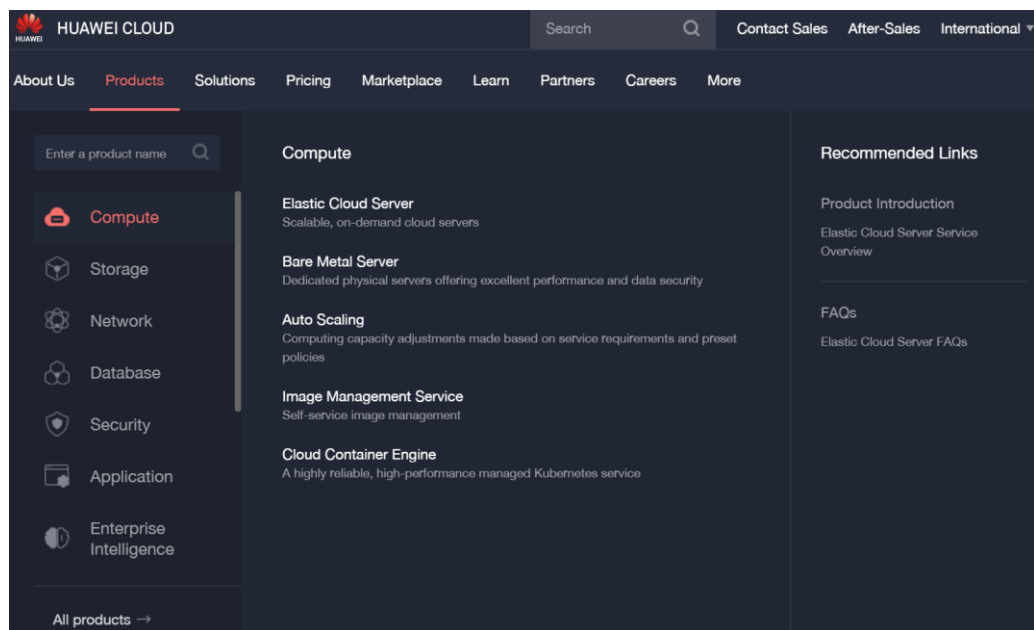 HUAWEI
HUAWEI CLOUD
Search
Contact Sales
After-Sales
International
About Us
Products
Solutions
Pricing
Marketplace
Learn
Partners
Careers
More
Enter a product name
Compute
Storage
Network
Database
Security
Application
Enterprise
Intelligence
All products →
Compute
Elastic Cloud Server
Scalable, on-demand cloud servers
Bare Metal Server
Dedicated physical servers offering excellent performance and data security
Auto Scaling
Computing capacity adjustments made based on service requirements and preset
policies
Image Management Service
Self-service image management
Cloud Container Engine
A highly reliable, high-performance managed Kubernetes service
Recommended Links
Product Introduction
Elastic Cloud Server Service
Overview
FAQs
Elastic Cloud Server FAQs